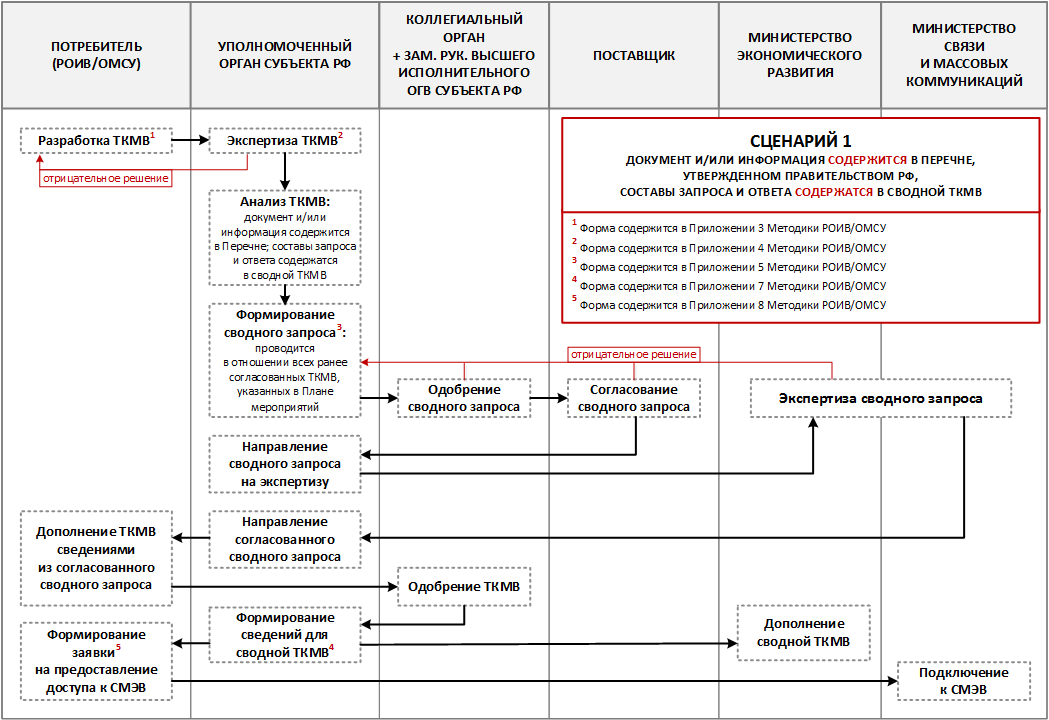 ПОТРЕБИТЕЛЬ
(РОИВ/ОМСУ)
УПОЛНОМОЧЕННЫЙ
ОРГАН СУБЪЕКТА РФ
КОЛЛЕГИАЛЬНЫЙ
ОРГАН
+ ЗАМ. РУК. ВЫСШЕГО
ИСПОЛНИТЕЛЬНОГО
ОГВ СУБЪЕКТА РФ
ПОСТАВЩИК
МИНИСТЕРСТВО
ЭКОНОМИЧЕСКОГО
РАЗВИТИЯ
МИНИСТЕРСТВО
СВЯЗИ
И МАССОВЫХ
КОММУНИКАЦИЙ
Разработка ТКМВ1
Экспертиза ТКМВ2
отрицательное решение
СЦЕНАРИЙ 1
ДОКУМЕНТ И/ИЛИ ИНФОРМАЦИЯ СОДЕРЖИТСЯ В ПЕРЕЧНЕ,
УТВЕРЖДЕННОМ ПРАВИТЕЛЬСТВОМ РФ,
СОСТАВЫ ЗАПРОСА И ОТВЕТА СОДЕРЖАТСЯ В СВОДНОЙ ТКМВ
1 Форма содержится в Приложении 3 Методики РОИВ/ОМСУ
2 Форма содержится в Приложении 4 Методики РОИВ/ОМСУ
3 Форма содержится в Приложении 5 Методики РОИВ/ОМСУ
4 Форма содержится в Приложении 7 Методики РОИВ/ОМСУ
5 Форма содержится в Приложении 8 Методики РОИВ/ОМСУ
Анализ ТКМВ:
документ и/или
информация содержится
в Перечне; составы запроса
и ответа содержатся
в сводной ТКМВ
Формирование
сводного запроса3:
проводится
в отношении всех ранее
согласованных ТКМВ,
указанных в Плане
мероприятий
отрицательное решение
Одобрение
сводного запроса
Согласование
сводного запроса
Экспертиза сводного запроса
Направление
сводного запроса
на экспертизу
Направление
согласованного
сводного запроса
Дополнение ТКМВ
сведениями
из согласованного
сводного запроса
Одобрение ТКМВ
Формирование
сведений для
сводной ТКМВ4
Дополнение
сводной ТКМВ
Формирование
заявки5
на предоставление
доступа к СМЭВ
Подключение
к СМЭВ